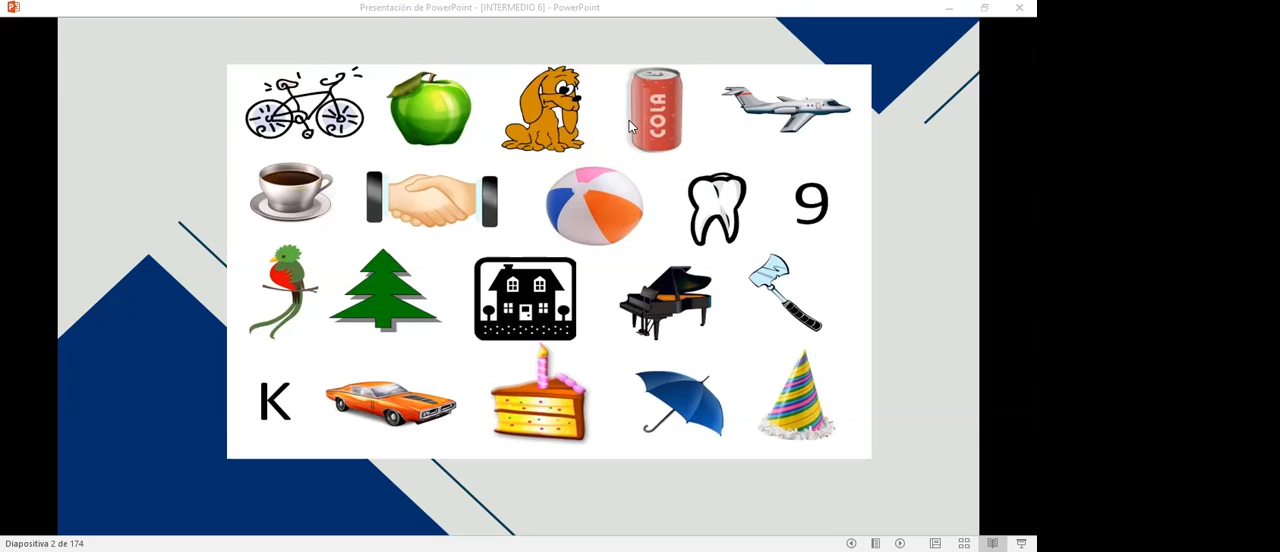 Presentación de PowerPoint - [INTERMEDIO 6] - PowerPoint
COLA
9
K
Diapositiva 2 de 174